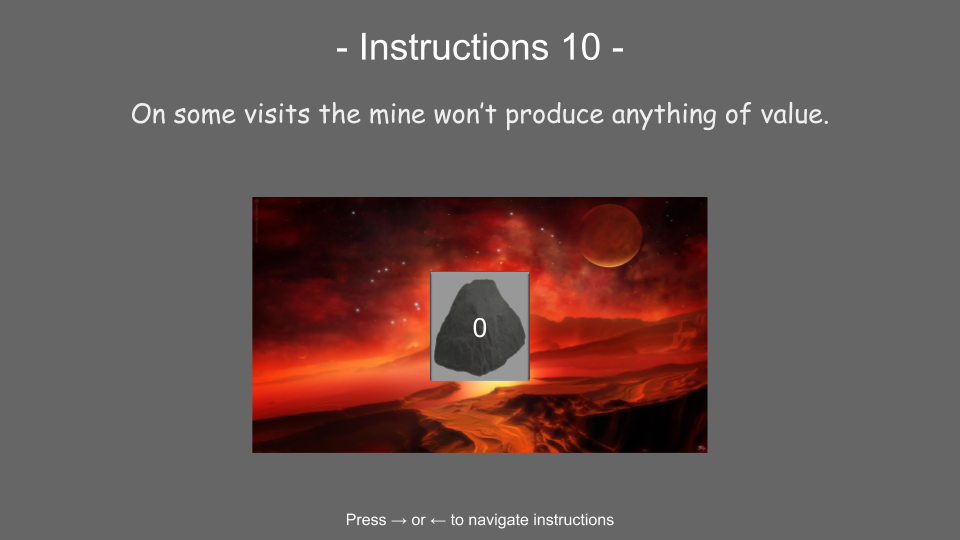 - Instructions 10 -
On some visits the mine won’t produce anything of value.
0
Press → or ← to navigate instructions